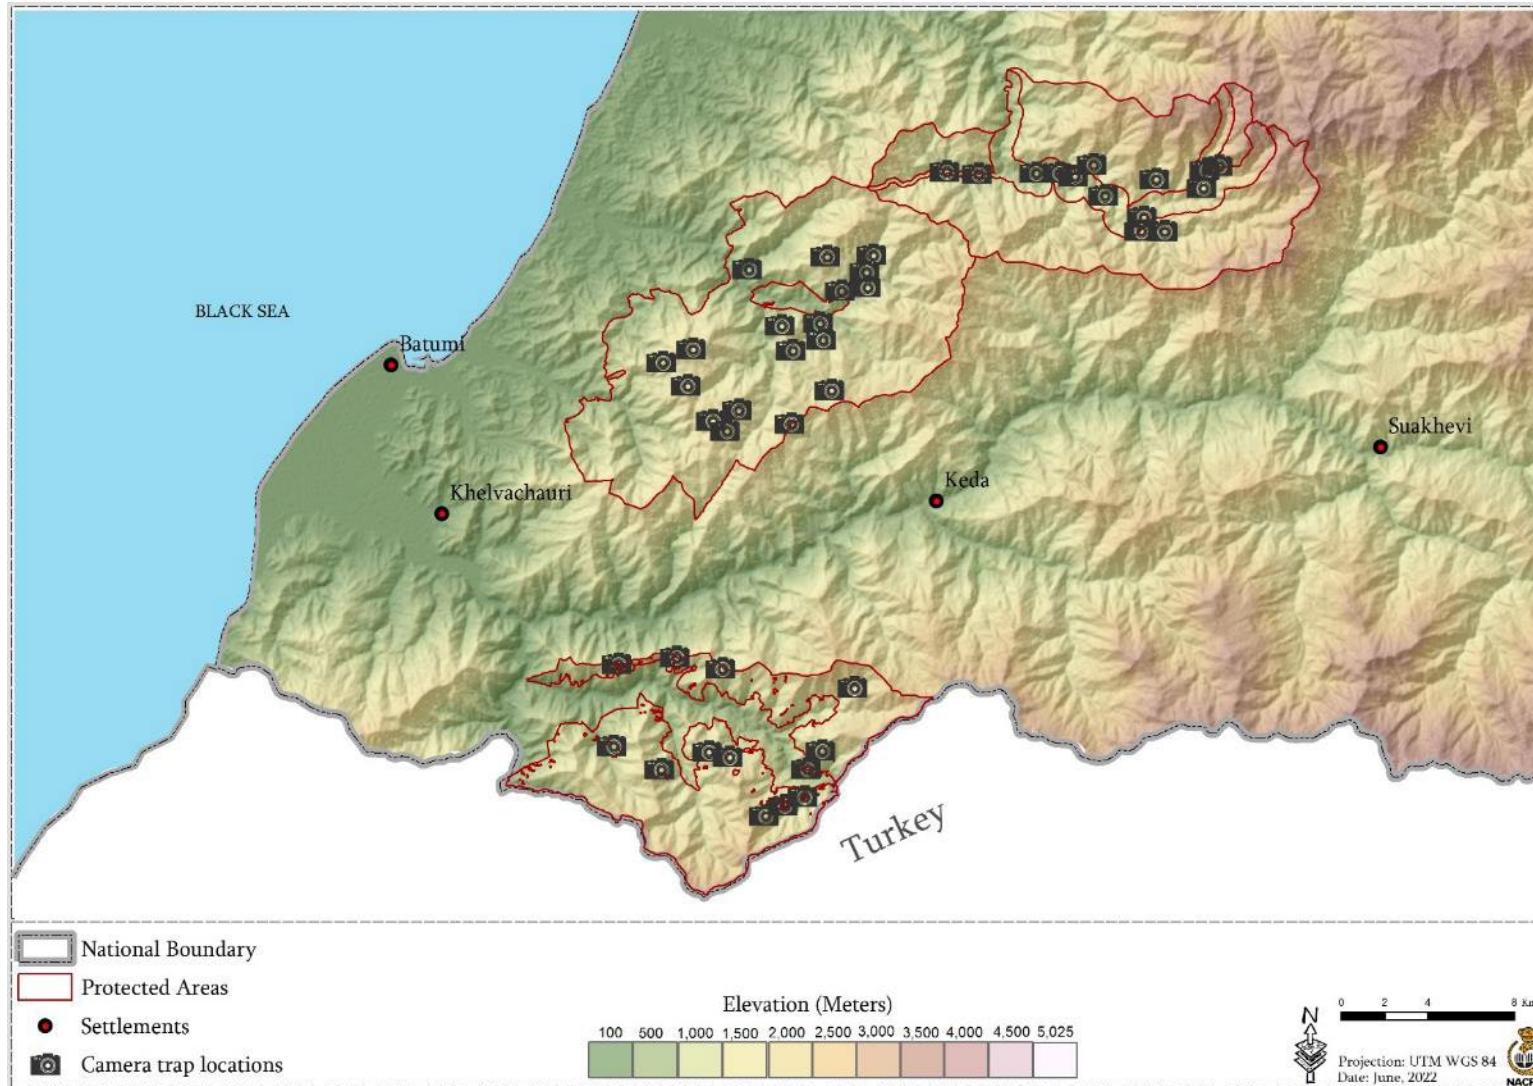 BLACK SEA
Batumi
Suakhevi
Khelvachauri
Keda
Turkey
National Boundary
Protected Areas
Settlements
Camera trap locations
Elevation (Meters)
100 500 1,000 1,500 2,000 2,500 3,000 3,500 4,000 4,500 5,025
N
0 2 4 8 Km
Projection: UTM WGS 84
Date: June, 2022